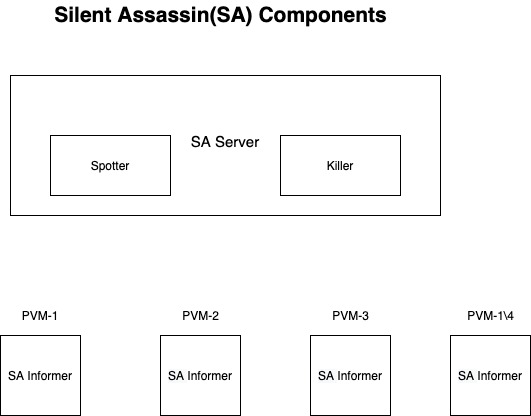 Silent Assassin(SA) Components
SA Server
Spotter
Killer
PVM-1
PVM-2
PVM-3
PVM-1\4
SA Informer
SA Informer
SA Informer
SA Informer